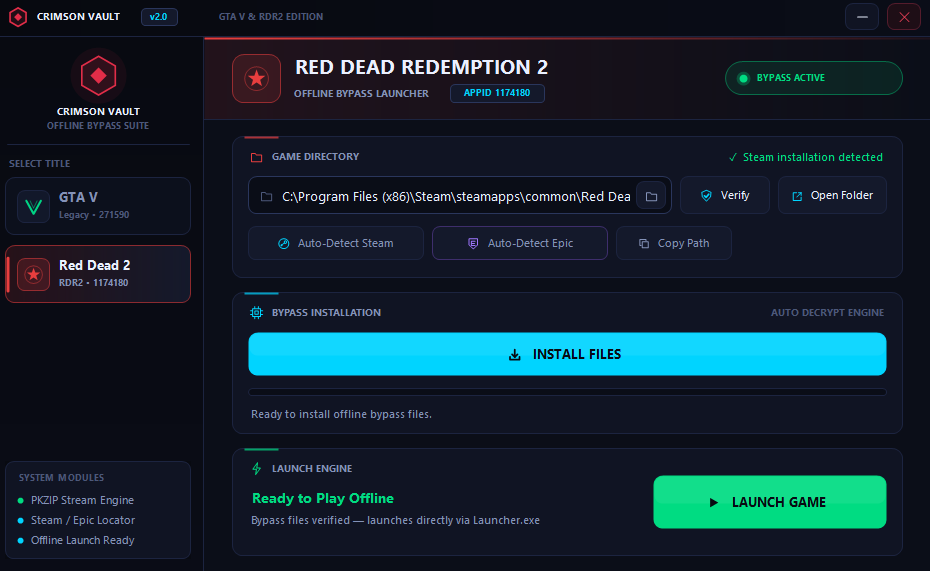 CRIMSON VAULT v2.0 GTA V & RDR2 EDITION
CRIMSON VAULT
OFFLINE BYPASS SUITE
SELECT TITLE
GTA V
Legacy • 271590
Red Dead 2
RDR2 • 1174180
SYSTEM MODULES
PKZIP Stream Engine
Steam / Epic Locator
Offline Launch Ready
RED DEAD REDEMPTION 2
OFFLINE BYPASS LAUNCHER APPID 1174180
BYPASS ACTIVE
GAME DIRECTORY ✓ Steam installation detected
C:\Program Files (x86)\Steam\steamapps\common\Red Dea Verify Open Folder
Auto-Detect Steam Auto-Detect Epic Copy Path
BYPASS INSTALLATION AUTO DECRYPT ENGINE
INSTALL FILES
Ready to install offline bypass files.
LAUNCH ENGINE
Ready to Play Offline
Bypass files verified — launches directly via Launcher.exe
LAUNCH GAME